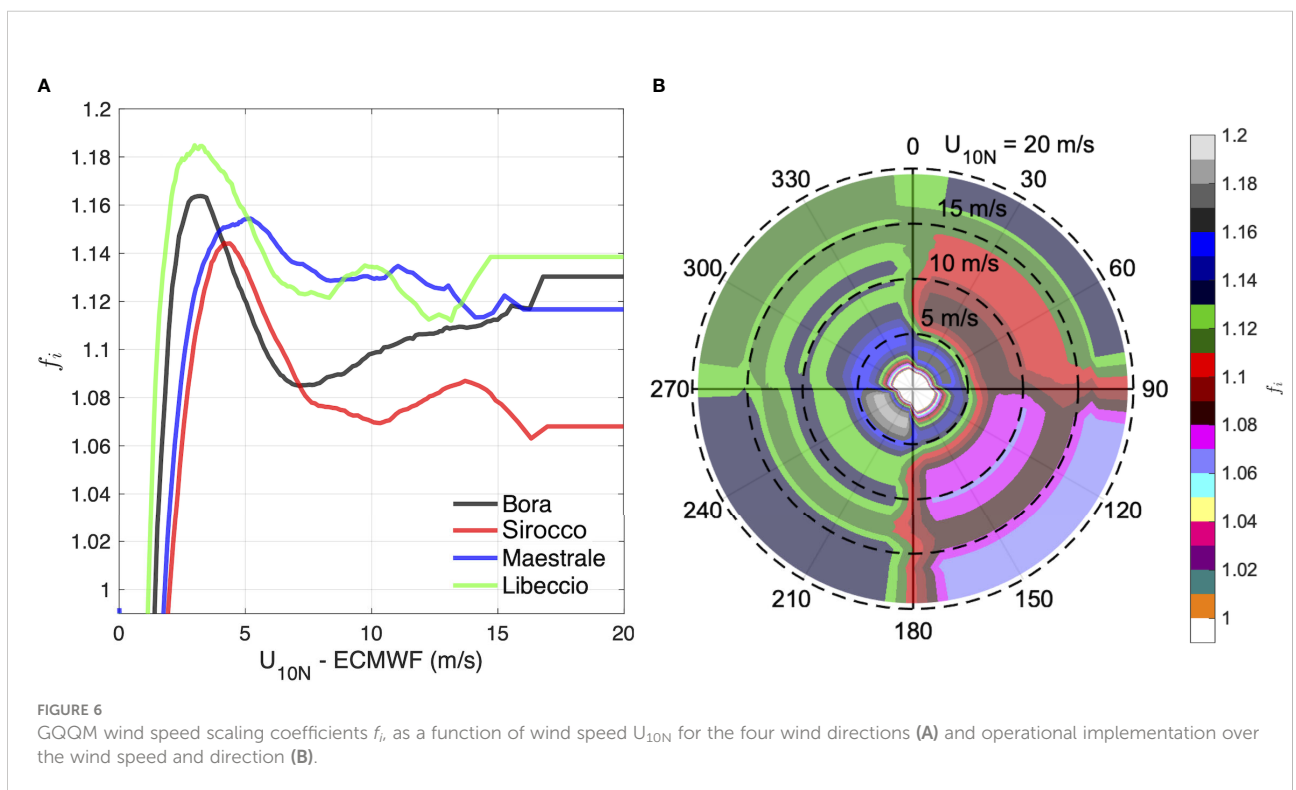 A
1.2
1.18
1.16
1.14
1.12
1.1
1.08
1.06
1.04
1.02
1
f_i
0 5 10 15 20
U_10N - ECMWF (m/s)
Bora
Sirocco
Maestrale
Libeccio
B
0 U_10N = 20 m/s
330 30
15 m/s
300 10 m/s 60
5 m/s
270 90
240 120
210 150
180
1.2
1.18
1.16
1.14
1.12
1.1
1.08
1.06
1.04
1.02
1
f_i
FIGURE 6
GQQM wind speed scaling coefficients f_i, as a function of wind speed U_10N for the four wind directions (A) and operational implementation over
the wind speed and direction (B).